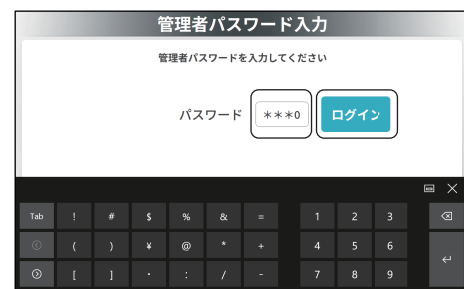 管理者パスワード入力
管理者パスワードを入力してください
パスワード ***0 ログイン
Tab ! # $ % & = 1 2 3
( ) ¥ @ * + 4 5 6
[ ] · : / - 7 8 9